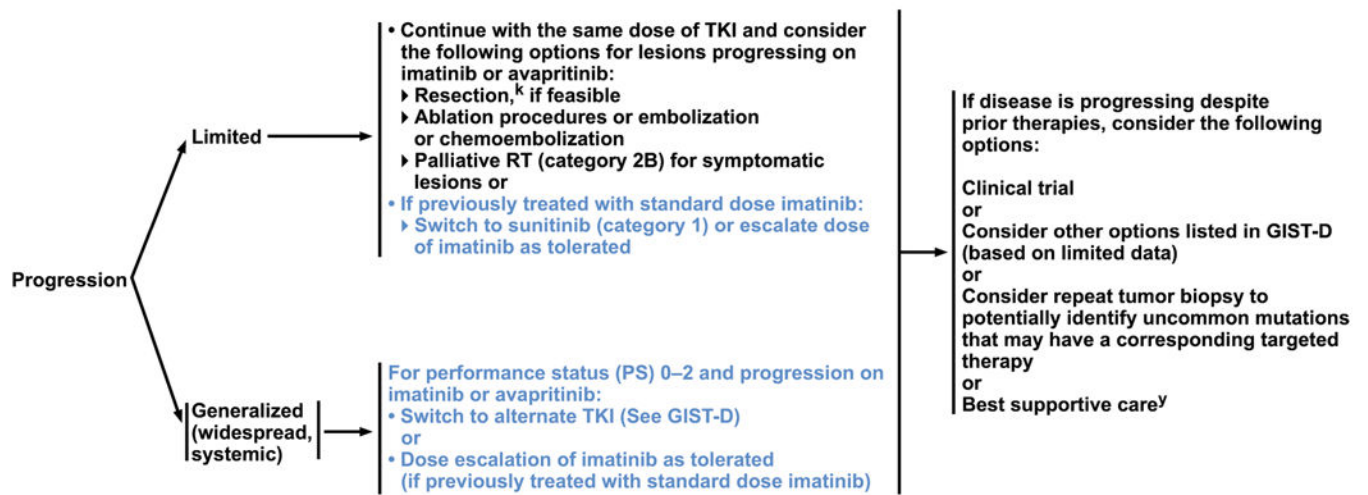 Progression
Limited
• Continue with the same dose of TKI and consider
the following options for lesions progressing on
imatinib or avapritinib:
▸ Resection,k if feasible
▸ Ablation procedures or embolization
or chemoembolization
▸ Palliative RT (category 2B) for symptomatic
lesions or
• If previously treated with standard dose imatinib:
▸ Switch to sunitinib (category 1) or escalate dose
of imatinib as tolerated
Generalized
(widespread,
systemic)
For performance status (PS) 0–2 and progression on
imatinib or avapritinib:
• Switch to alternate TKI (See GIST-D)
or
• Dose escalation of imatinib as tolerated
(if previously treated with standard dose imatinib)
If disease is progressing despite
prior therapies, consider the following
options:
Clinical trial
or
Consider other options listed in GIST-D
(based on limited data)
or
Consider repeat tumor biopsy to
potentially identify uncommon mutations
that may have a corresponding targeted
therapy
or
Best supportive carey